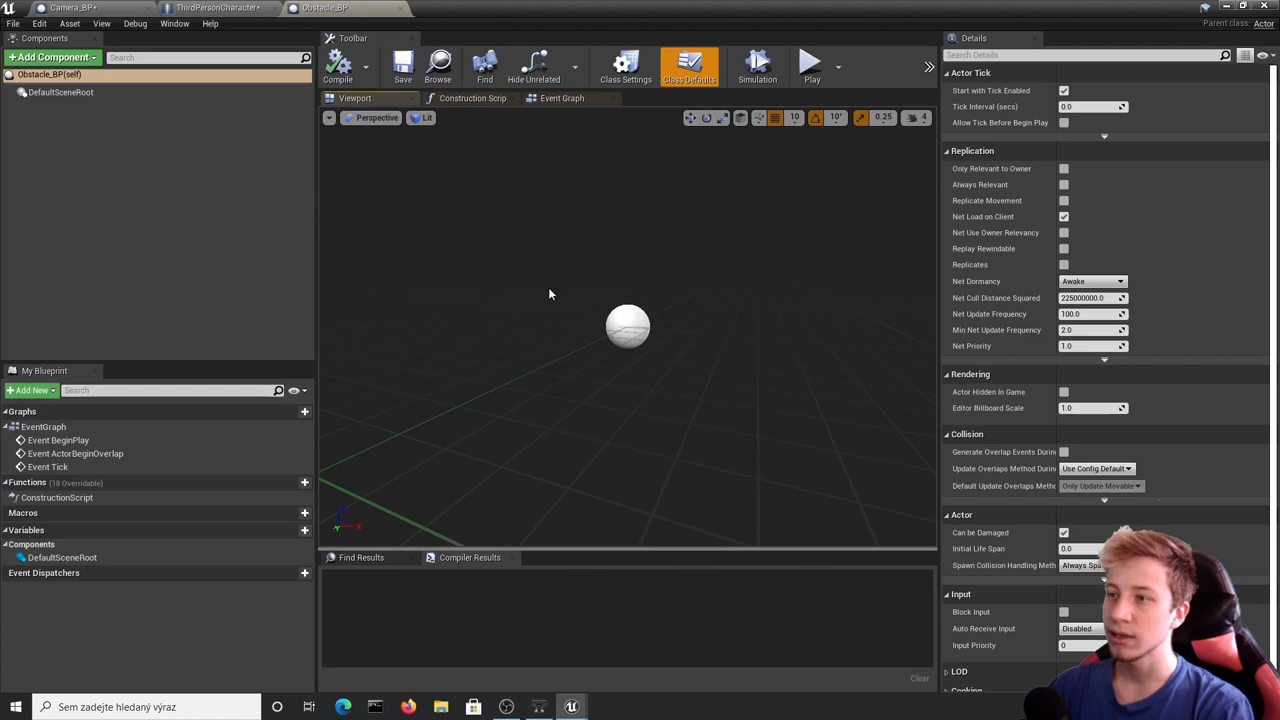 Camera_BP*
ThirdPersonCharacter*
Obstacle_BP
File Edit Asset View Debug Window Help
Parent class: Actor
Components
+Add Component
Search
Obstacle_BP(self)
DefaultSceneRoot
My Blueprint
+Add New
Search
Graphs
EventGraph
Event BeginPlay
Event ActorBeginOverlap
Event Tick
Functions (18 Overridable)
ConstructionScript
Macros
Variables
Components
DefaultSceneRoot
Event Dispatchers
Toolbar
Compile
Save
Browse
Find
Hide Unrelated
Class Settings
Class Defaults
Simulation
Play
Viewport
Construction Scrip
Event Graph
Perspective
Lit
10
10°
0.25
4
Find Results
Compiler Results
Clear
Details
Search Details
Actor Tick
Start with Tick Enabled
Tick Interval (secs) 0.0
Allow Tick Before Begin Play
Replication
Only Relevant to Owner
Always Relevant
Replicate Movement
Net Load on Client
Net Use Owner Relevancy
Replay Rewindable
Replicates
Net Dormancy Awake
Net Cull Distance Squared 225000000.0
Net Update Frequency 100.0
Min Net Update Frequency 2.0
Net Priority 1.0
Rendering
Actor Hidden In Game
Editor Billboard Scale 1.0
Collision
Generate Overlap Events Durin
Update Overlaps Method Durin Use Config Default
Default Update Overlaps Metho Only Update Movable
Actor
Can be Damaged
Initial Life Span 0.0
Spawn Collision Handling Meth Always Spa
Input
Block Input
Auto Receive Input Disabled
Input Priority 0
LOD
Sem zadejte hledaný výraz